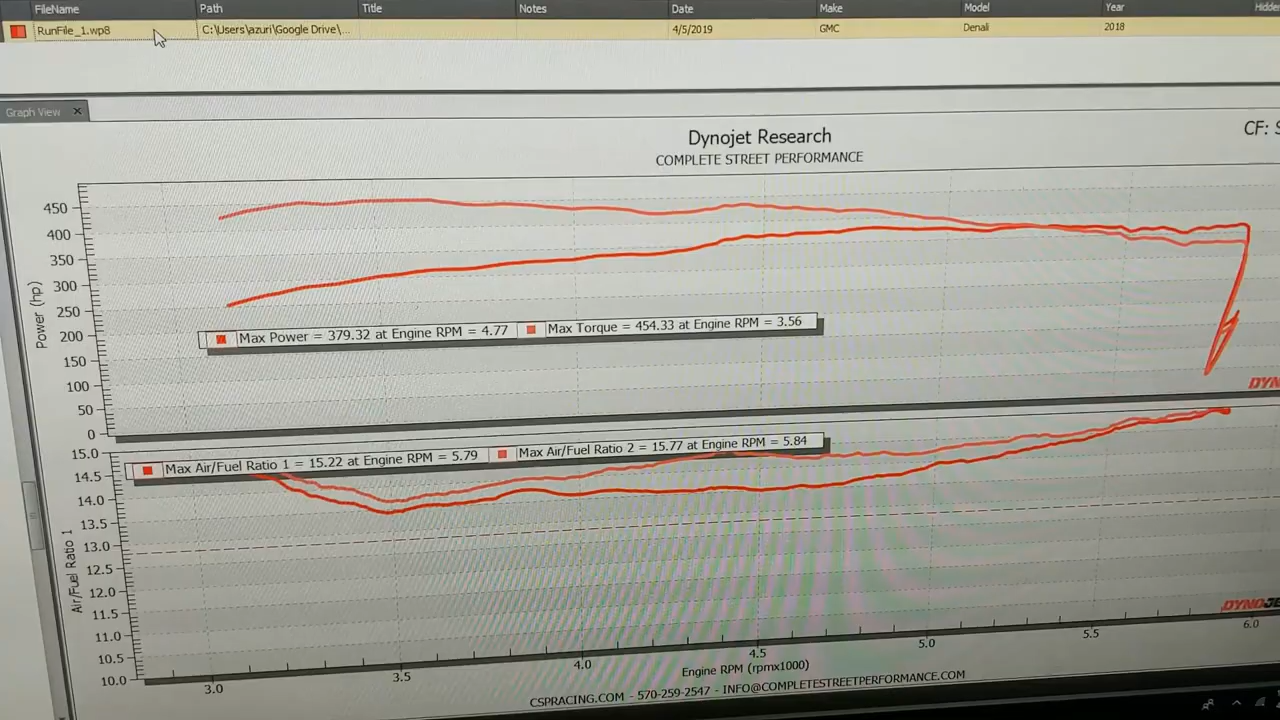 FileName Path Title Notes Date Make Model Year Hidden
RunFile_1.wp8 C:\Users\azuri\Google Drive\... 4/5/2019 GMC Denali 2018
Graph View X
Dynojet Research
CF: S
COMPLETE STREET PERFORMANCE
Power (hp)
450
400
350
300
250
200
150
100
50
0
Max Power = 379.32 at Engine RPM = 4.77 Max Torque = 454.33 at Engine RPM = 3.56
DYN
Air/Fuel Ratio 1
15.0
14.5
14.0
13.5
13.0
12.5
12.0
11.5
11.0
10.5
10.0
Max Air/Fuel Ratio 1 = 15.22 at Engine RPM = 5.79 Max Air/Fuel Ratio 2 = 15.77 at Engine RPM = 5.84
DYNOJE
3.0 3.5 4.0 4.5 5.0 5.5 6.0
Engine RPM (rpmx1000)
CSPRACING.COM - 570-259-2547 - INFO@COMPLETESTREETPERFORMANCE.COM